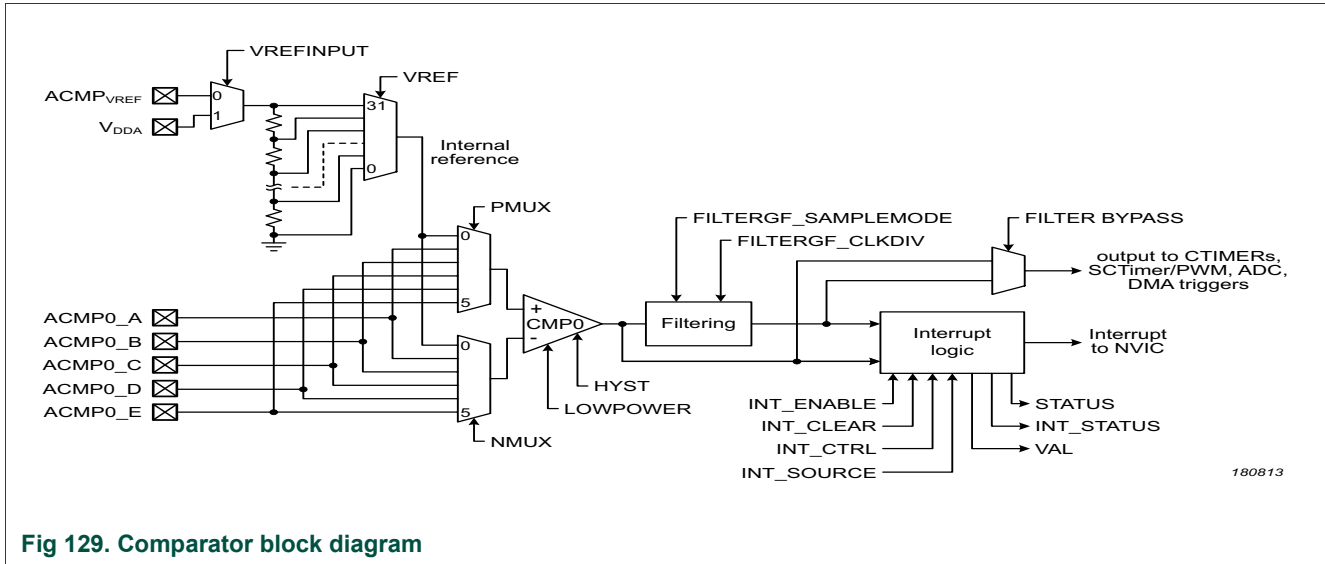 VREFINPUT
VREF
ACMPVREF
0
31
VDDA
1
Internal
reference
0
PMUX
FILTERGF_SAMPLEMODE
FILTER BYPASS
0
FILTERGF_CLKDIV
output to CTIMERs,
SCTimer/PWM, ADC,
DMA triggers
5
+
ACMP0_A
CMP0
Filtering
Interrupt
logic
Interrupt
to NVIC
-
ACMP0_B
0
ACMP0_C
ACMP0_D
HYST
ACMP0_E
5
LOWPOWER
INT_ENABLE
STATUS
NMUX
INT_CLEAR
INT_STATUS
INT_CTRL
VAL
INT_SOURCE
180813
Fig 129. Comparator block diagram